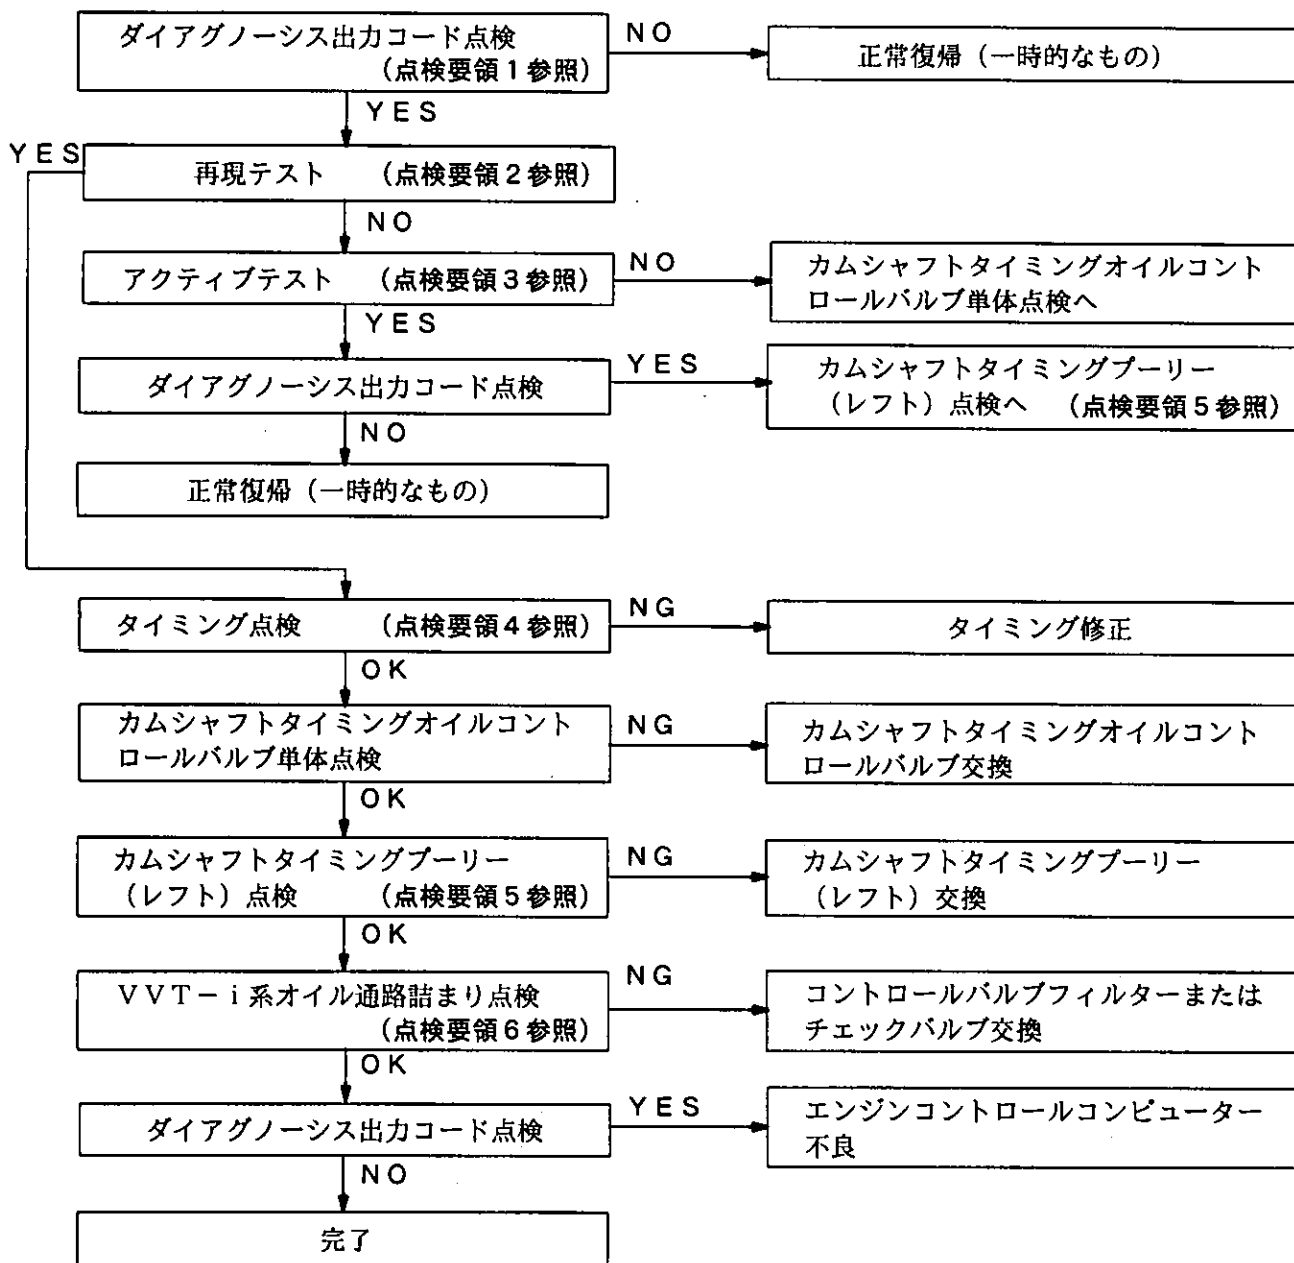 ダイアグノーシス出力コード点検
(点検要領1参照)
NO
正常復帰(一時的なもの)
YES
YES
再現テスト (点検要領2参照)
NO
アクティブテスト (点検要領3参照)
NO
カムシャフトタイミングオイルコント
ロールバルブ単体点検へ
YES
ダイアグノーシス出力コード点検
YES
カムシャフトタイミングプーリー
(レフト)点検へ (点検要領5参照)
NO
正常復帰(一時的なもの)
タイミング点検 (点検要領4参照)
NG
タイミング修正
OK
カムシャフトタイミングオイルコント
ロールバルブ単体点検
NG
カムシャフトタイミングオイルコント
ロールバルブ交換
OK
カムシャフトタイミングプーリー
(レフト)点検 (点検要領5参照)
NG
カムシャフトタイミングプーリー
(レフト)交換
OK
VVT-i系オイル通路詰まり点検
(点検要領6参照)
NG
コントロールバルブフィルターまたは
チェックバルブ交換
OK
ダイアグノーシス出力コード点検
YES
エンジンコントロールコンピューター
不良
NO
完了